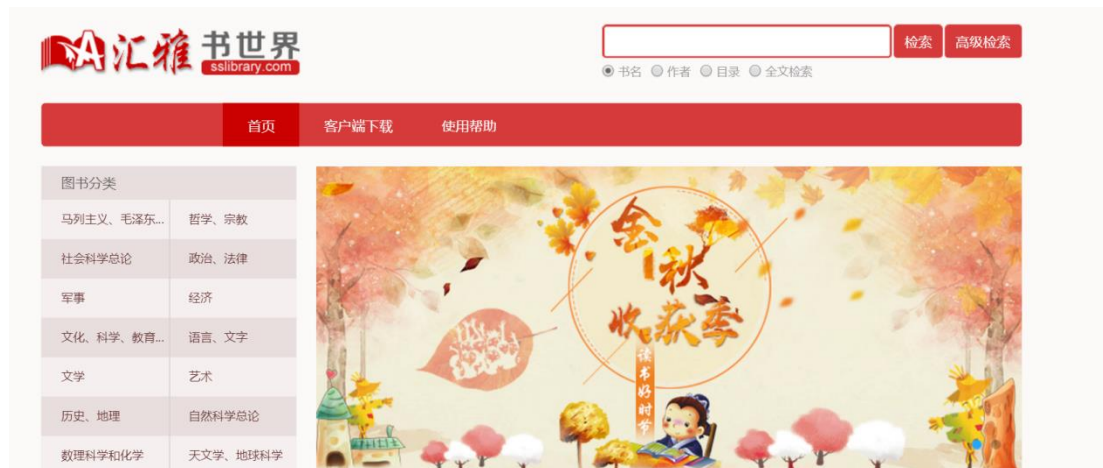 汇雅 书世界
sslibrary.com
检索 高级检索
书名 作者 目录 全文检索
首页 客户端下载 使用帮助
图书分类
马列主义、毛泽东... 哲学、宗教
社会科学总论 政治、法律
军事 经济
文化、科学、教育... 语言、文字
文学 艺术
历史、地理 自然科学总论
数理科学和化学 天文学、地球科学
金秋
收获季
读书好时节